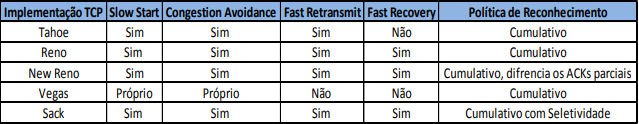 Implementação TCP Slow Start Congestion Avoidance Fast Retransmit Fast Recovery Política de Reconhecimento
Tahoe Sim Sim Sim Não Cumulativo
Reno Sim Sim Sim Sim Cumulativo
New Reno Sim Sim Sim Sim Cumulativo, difrencia os ACKs parciais
Vegas Próprio Próprio Não Não Cumulativo
Sack Sim Sim Sim Sim Cumulativo com Seletividade